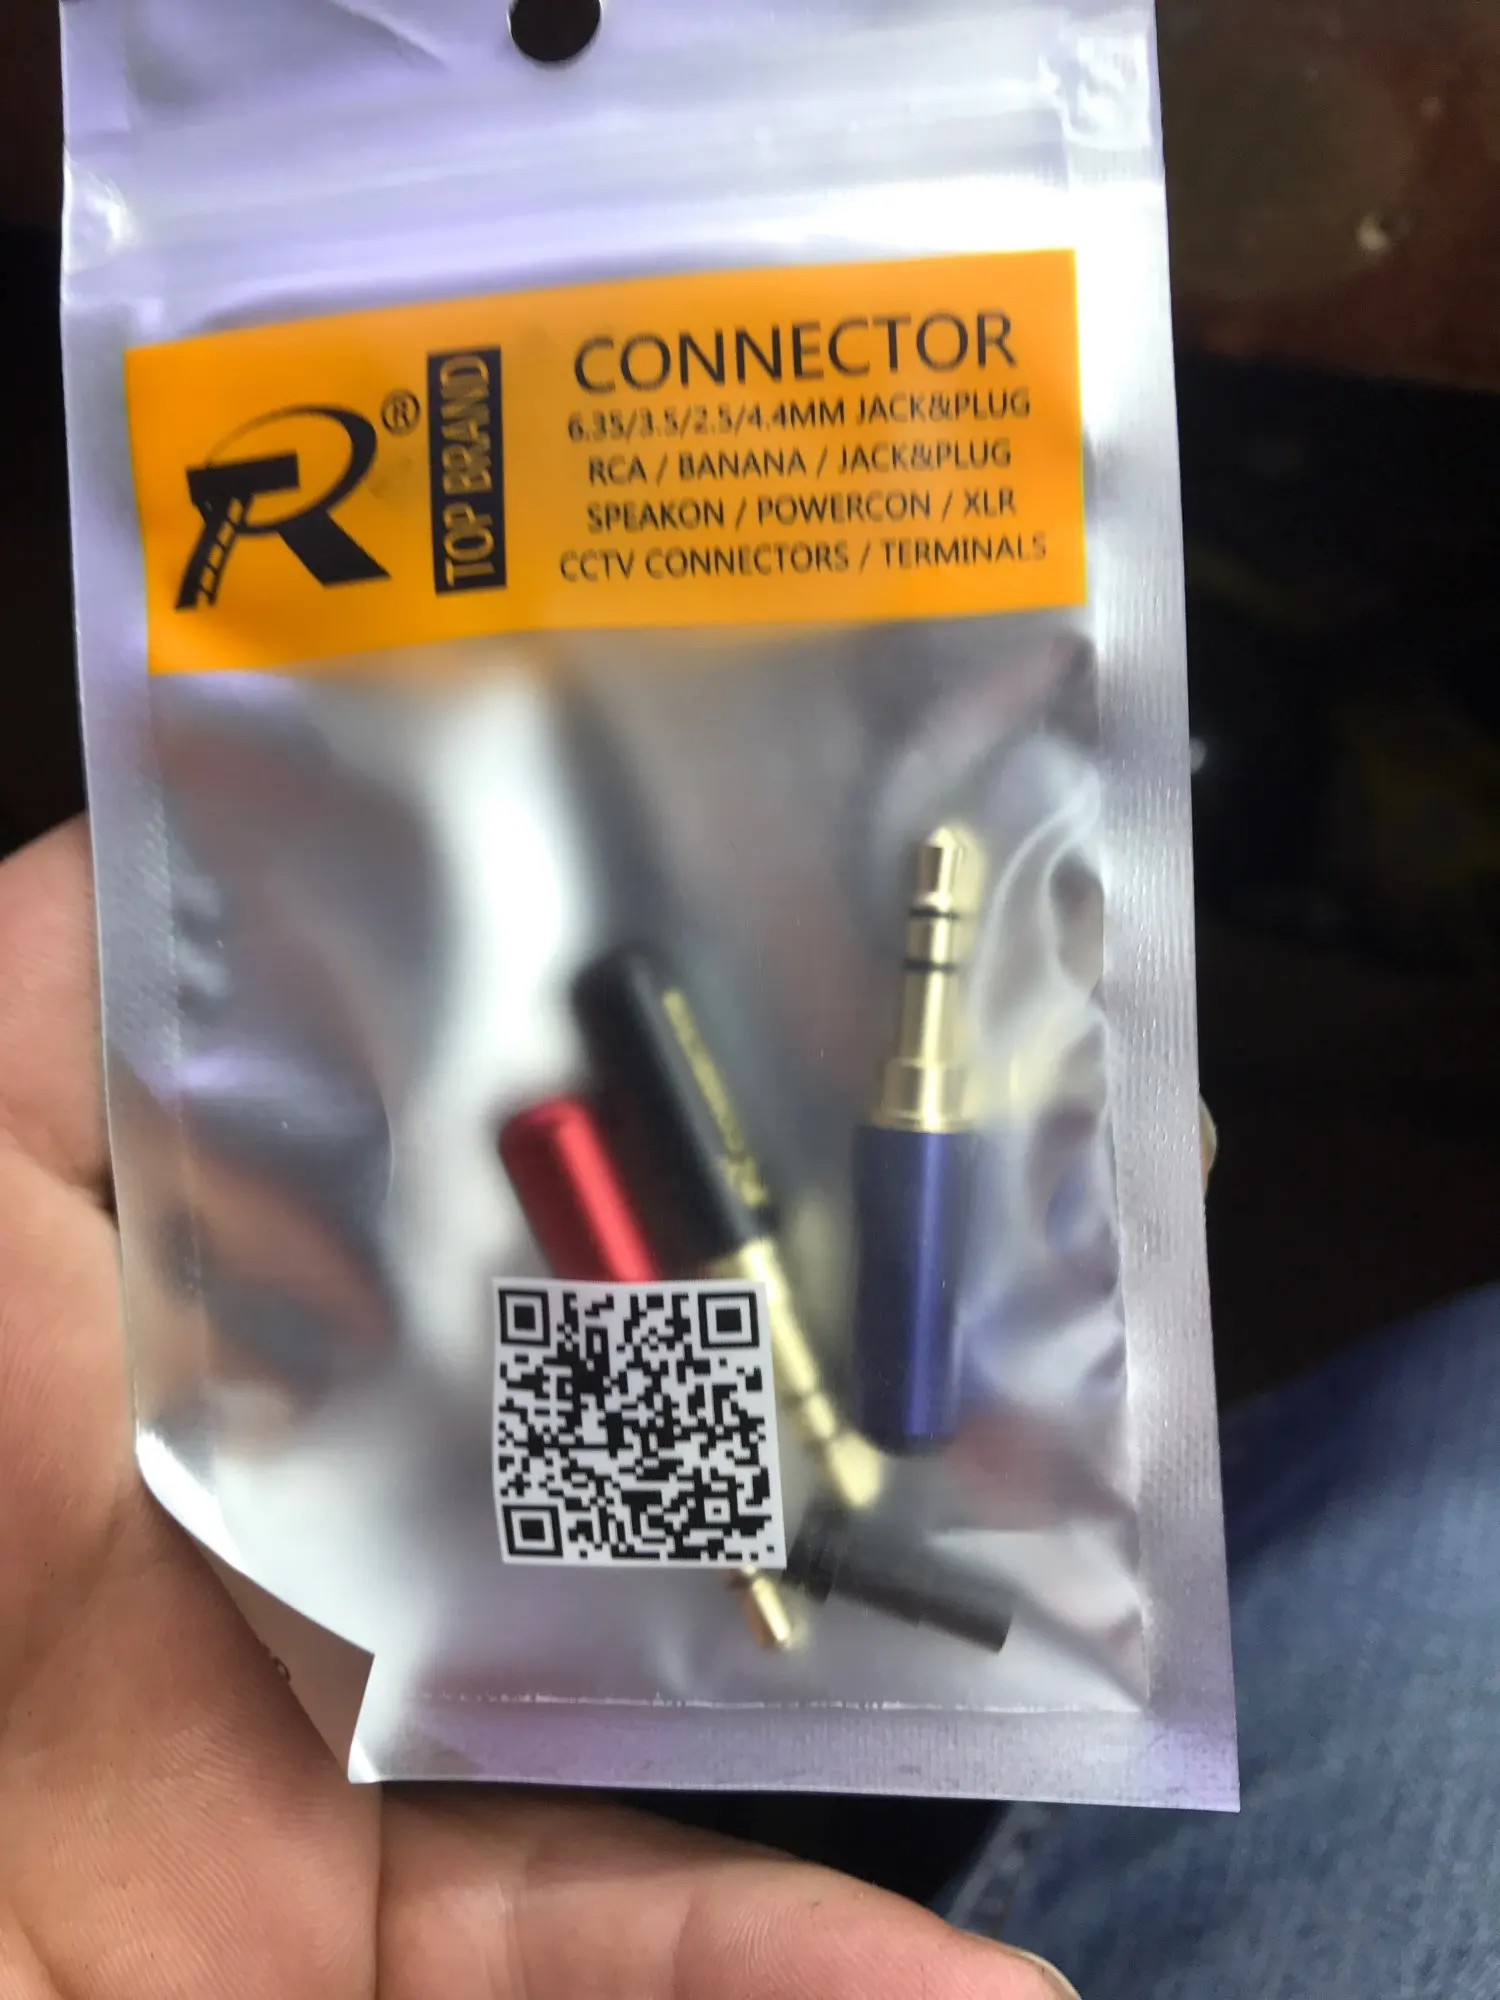 R®
TOP BRAND
CONNECTOR
6.35/3.5/2.5/4.4MM JACK&PLUG
RCA / BANANA / JACK&PLUG
SPEAKON / POWERCON / XLR
CCTV CONNECTORS / TERMINALS